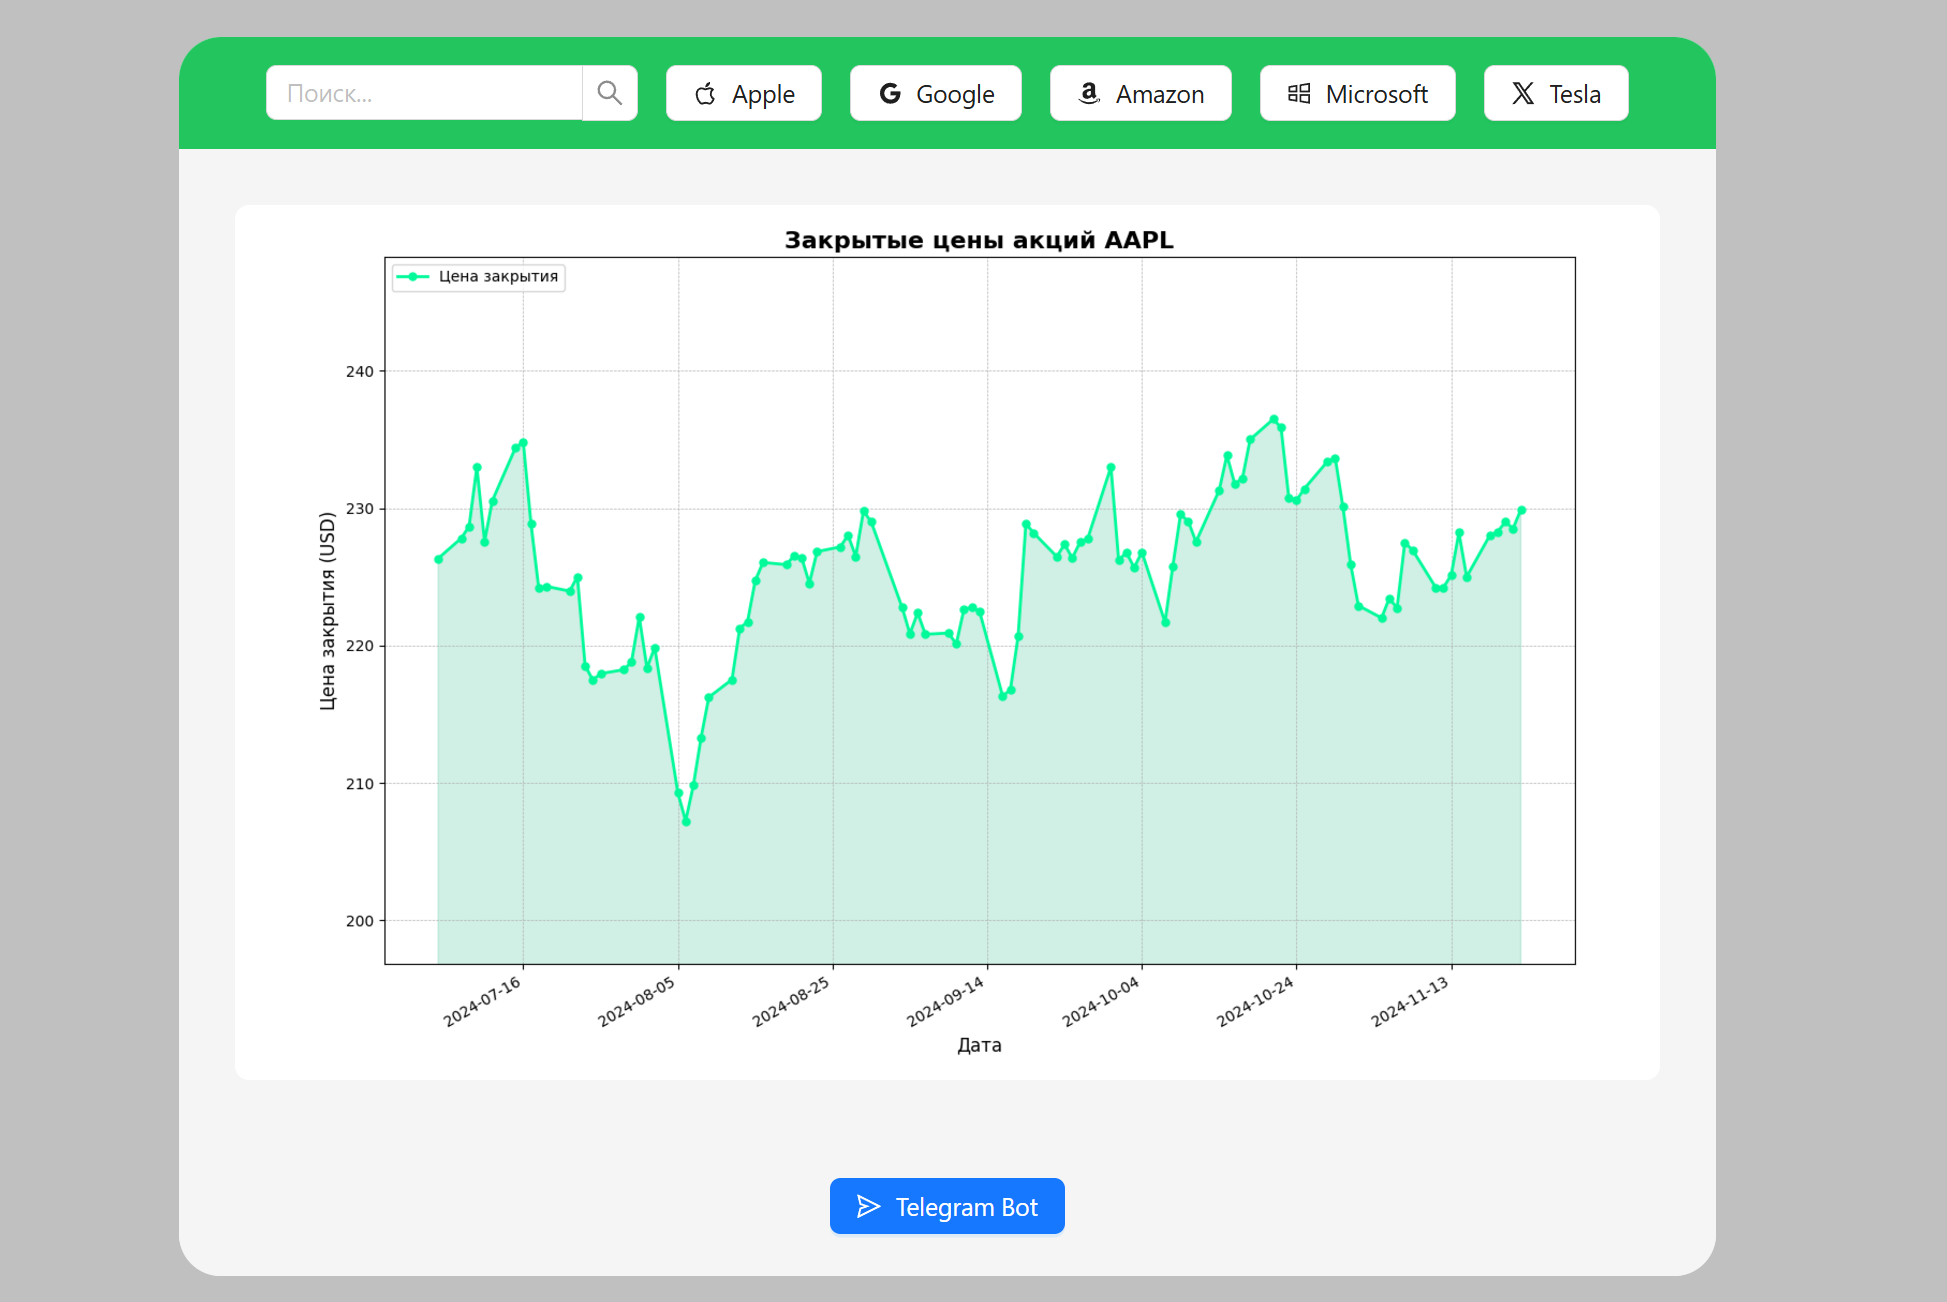 Поиск...
Apple
Google
Amazon
Microsoft
Tesla
Закрытые цены акций AAPL
Цена закрытия
240
230
220
210
200
Цена закрытия (USD)
2024-07-16
2024-08-05
2024-08-25
2024-09-14
2024-10-04
2024-10-24
2024-11-13
Дата
Telegram Bot